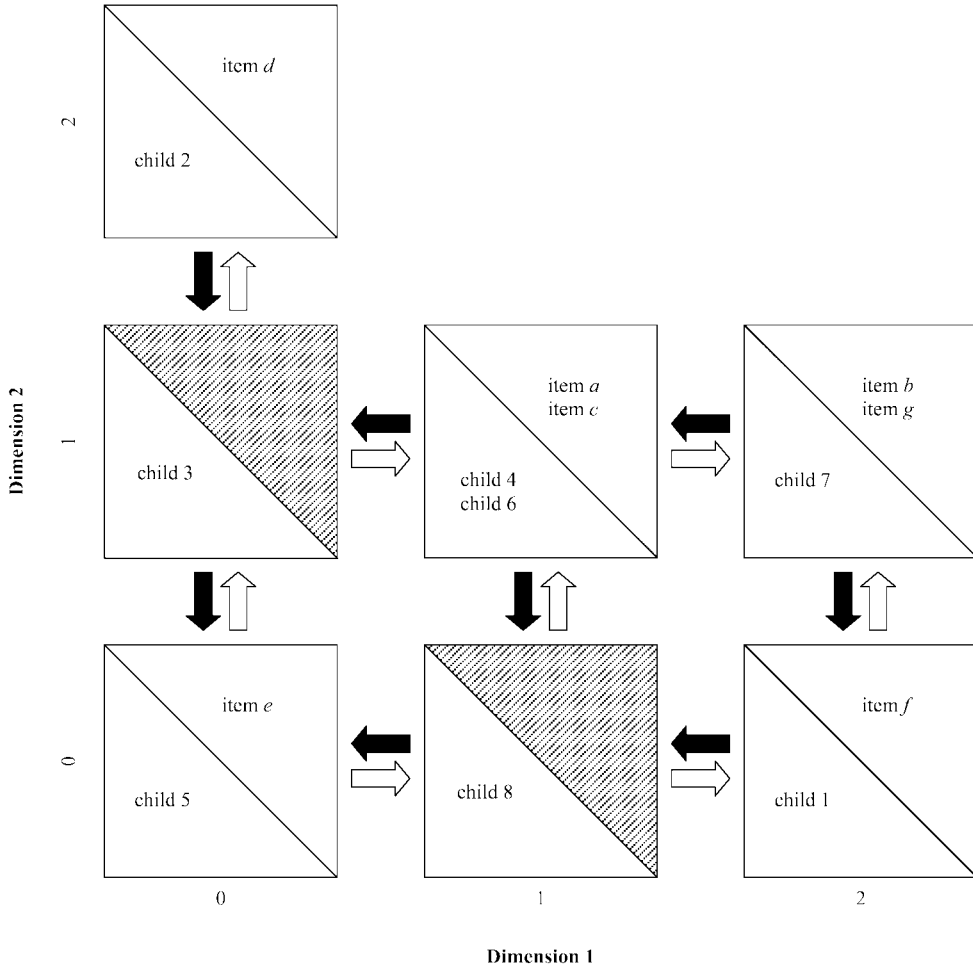 item d
2
child 2
Dimension 2
1
child 3
item a
item c
child 4
child 6
item b
item g
child 7
0
item e
child 5
child 8
item f
child 1
0
1
2
Dimension 1